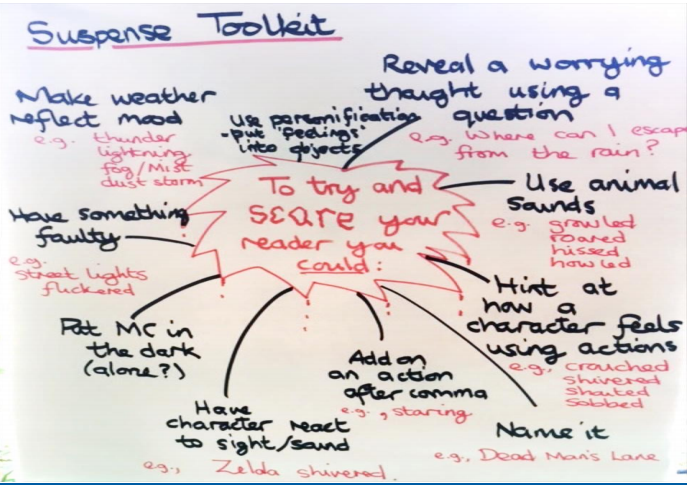 Suspense Toolkit
Make weather
reflect mood
e.g. thunder
lightning
fog/Mist
dust storm
use personification
-put 'feelings'
into objects
Reveal a worrying
thought using a
question
e.g. Where can I escape
from the rain?
To try and
scare your
reader you
could:
Use animal
sounds
e.g. growled
roared
hissed
howled
Have something
faulty
e.g.
street lights
fluckered
Hint at
how a
character feels
using actions
e.g., crouched
shivered
shouted
sobbed
Put MC in
the dark
(alone?)
Add on
an action
after comma
e.g. , staring
Have
character react
to sight/sound
e.g., Zelda shivered.
Name it
e.g., Dead Man's Lane